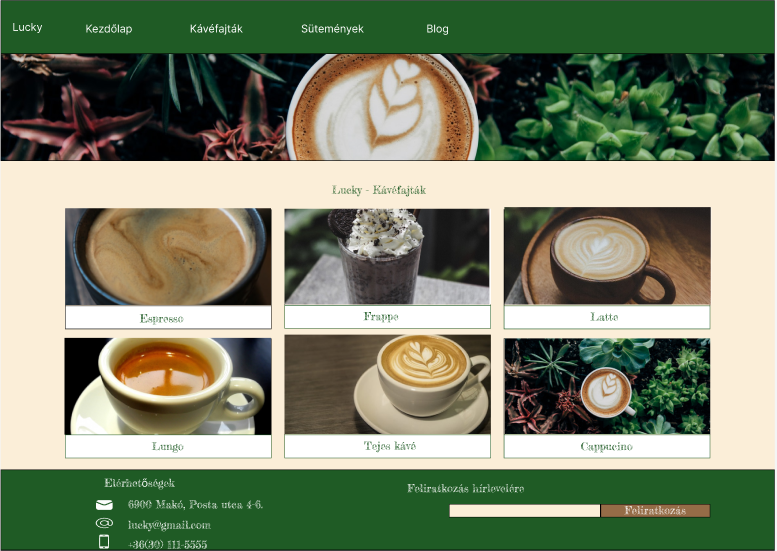 Lucky Kezdőlap Kávéfajták Sütemények Blog
Lucky - Kávéfajták
Espresso Frappe Latte
Lungo Tejes kávé Cappucino
Elérhetőségek
6900 Makó, Posta utca 4-6.
lucky@gmail.com
+36(30) 111-5555
Feliratkozás hírlevelére
Feliratkozás